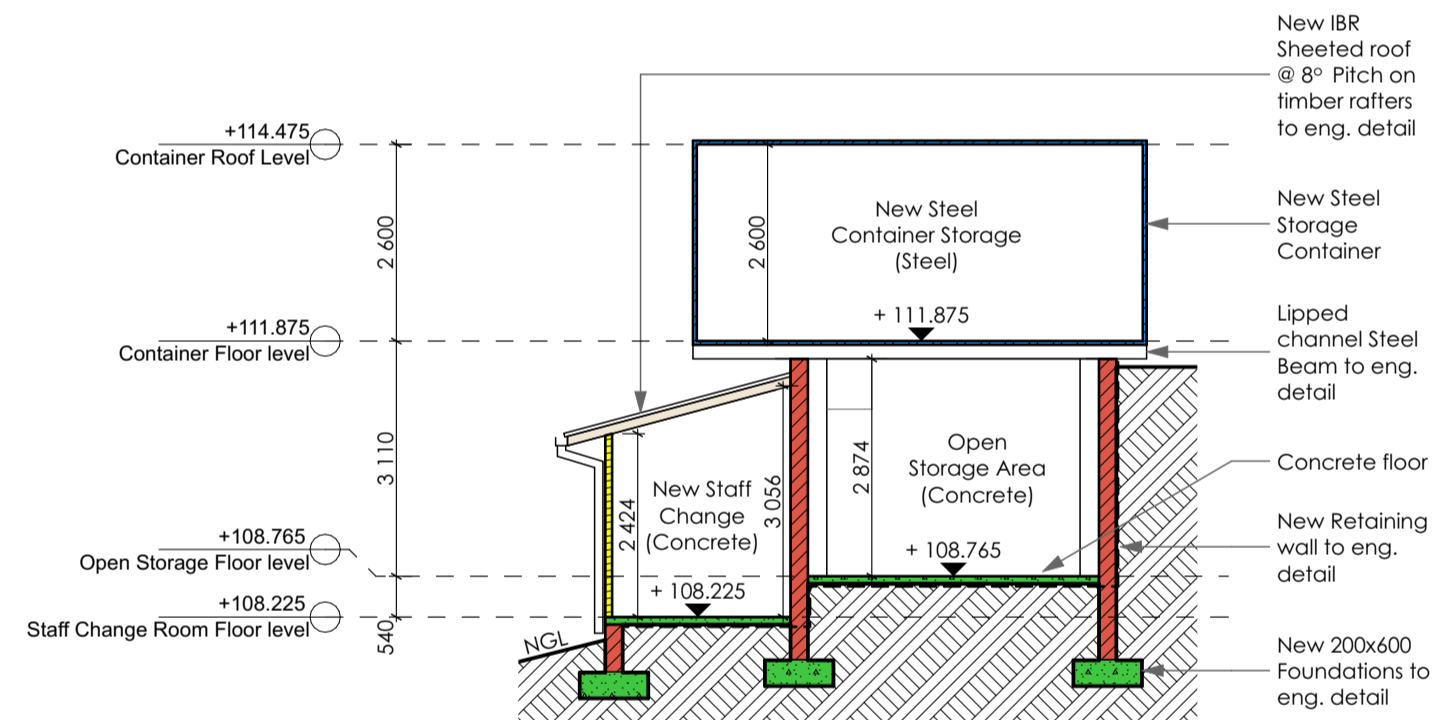 New IBR
Sheeted roof
@ 8° Pitch on
timber rafters
to eng. detail
+114.475
Container Roof Level
New Steel
Storage
Container
2 600
2 600
New Steel
Container Storage
(Steel)
+ 111.875
+111.875
Container Floor level
Lipped
channel Steel
Beam to eng.
detail
3 110
2 874
Open
Storage Area
(Concrete)
Concrete floor
2 424
New Staff
Change
(Concrete)
3 056
+ 108.765
New Retaining
wall to eng.
detail
+108.765
Open Storage Floor level
+ 108.225
+108.225
Staff Change Room Floor level
540
NGL
New 200x600
Foundations to
eng. detail